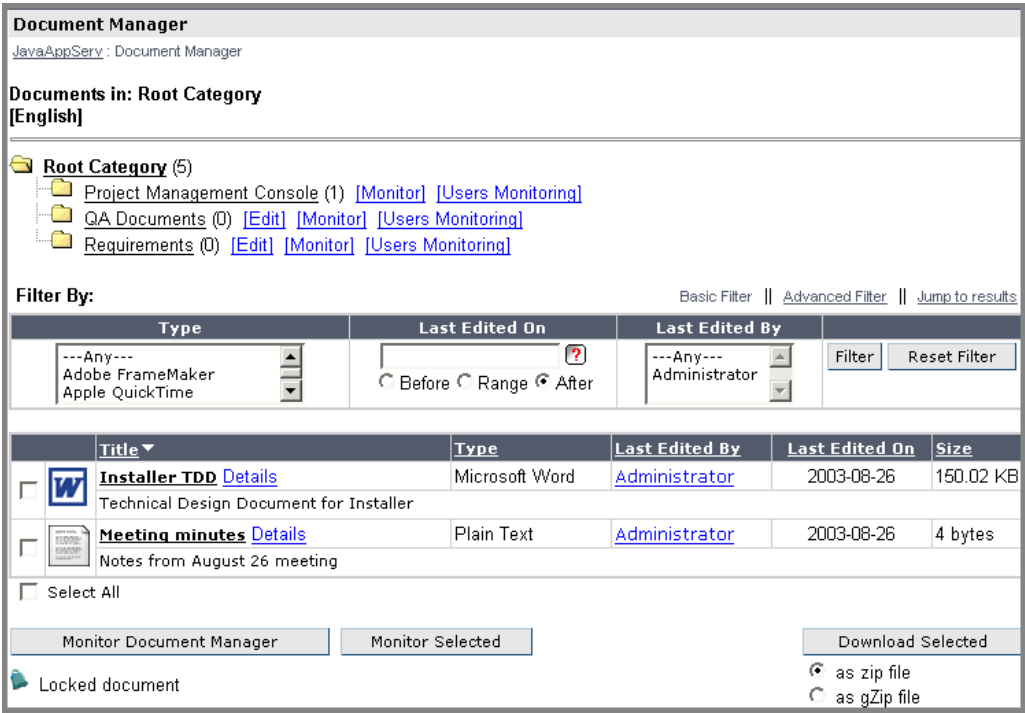 Document Manager
JavaAppServ : Document Manager
Documents in: Root Category
[English]
Root Category (5)
Project Management Console (1) [Monitor] [Users Monitoring]
QA Documents (0) [Edit] [Monitor] [Users Monitoring]
Requirements (0) [Edit] [Monitor] [Users Monitoring]
Filter By: Basic Filter || Advanced Filter || Jump to results
Type Last Edited On Last Edited By
---Any---
Adobe FrameMaker
Apple QuickTime
?
Before Range After
---Any---
Administrator
Filter Reset Filter
Title Type Last Edited By Last Edited On Size
W Installer TDD Details Microsoft Word Administrator 2003-08-26 150.02 KB
Technical Design Document for Installer
Meeting minutes Details Plain Text Administrator 2003-08-26 4 bytes
Notes from August 26 meeting
Select All
Monitor Document Manager Monitor Selected Download Selected
as zip file
Locked document
as gZip file